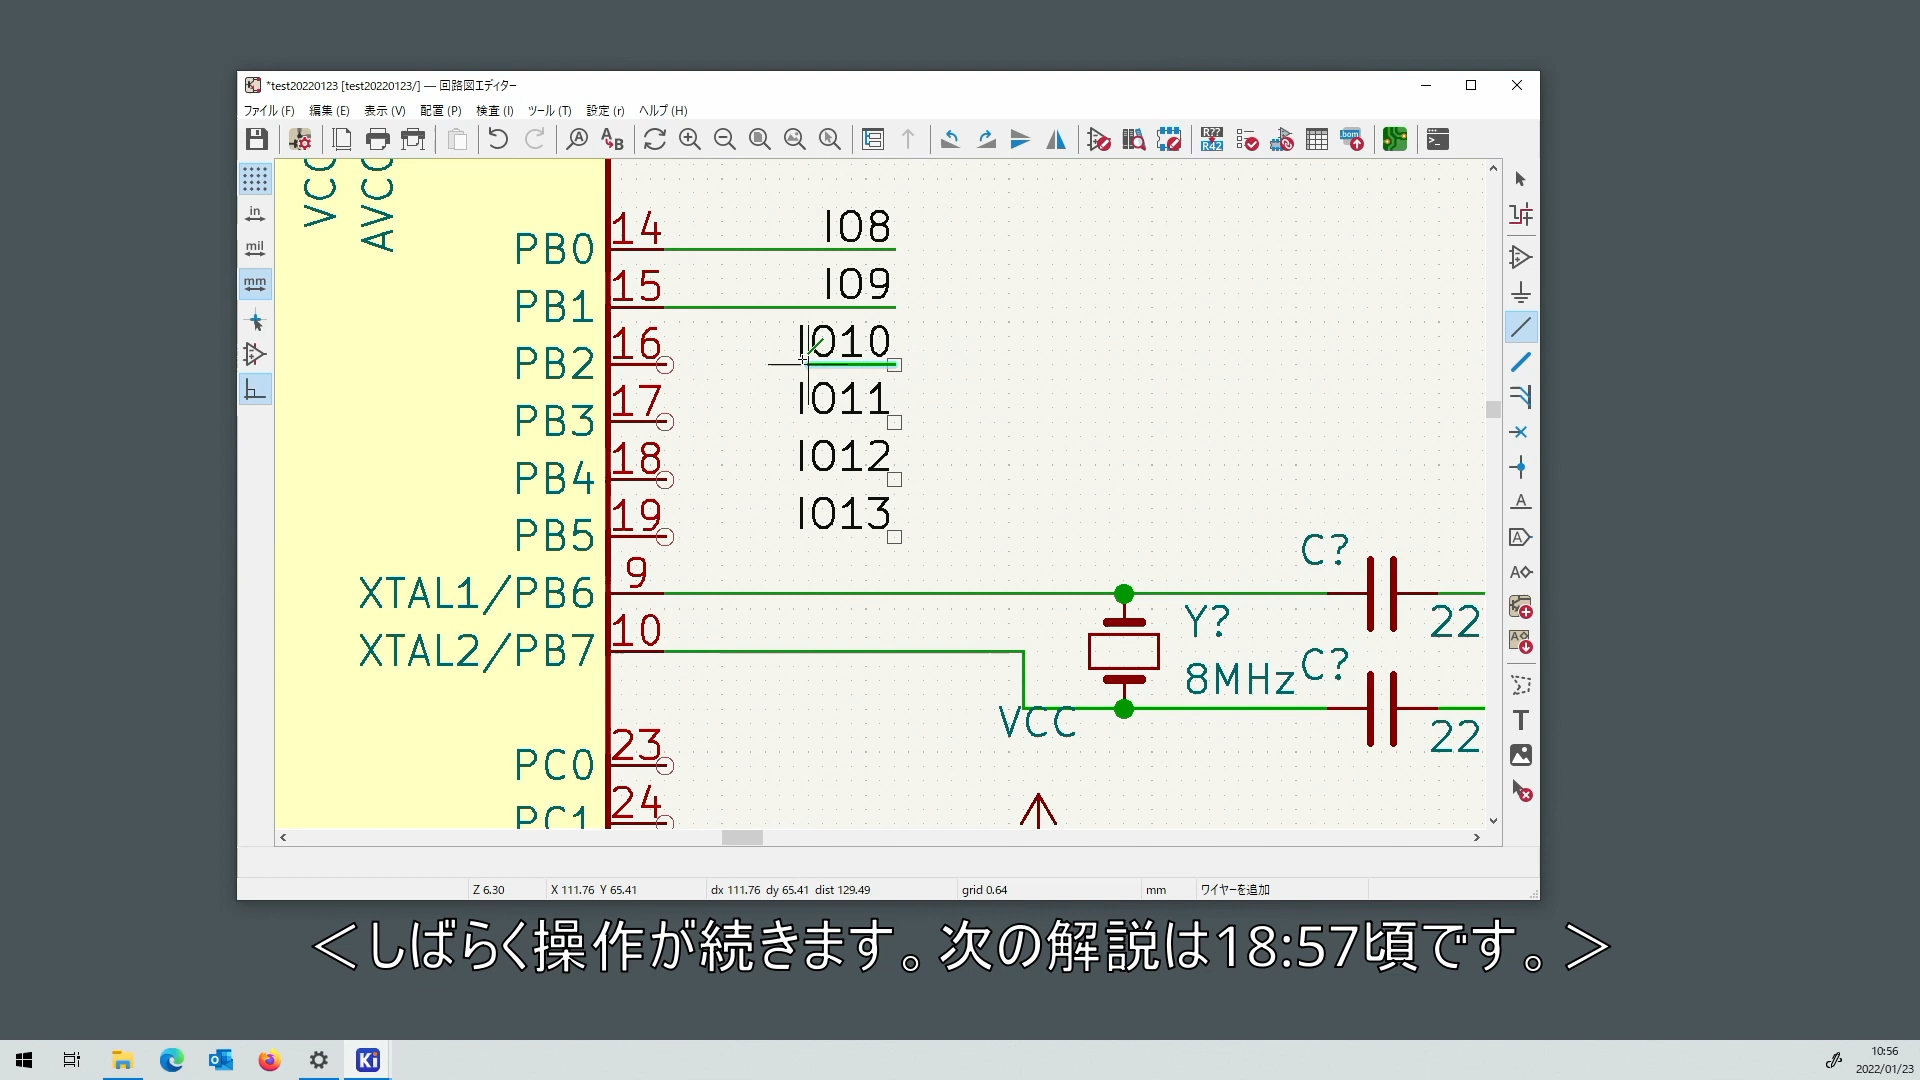 *test20220123 [test20220123/] — 回路図エディター
ファイル (F) 編集 (E) 表示 (V) 配置 (P) 検査 (I) ツール (T) 設定 (r) ヘルプ (H)
in
mil
mm
VCC
AVCC
PB0 14 IO8
PB1 15 IO9
PB2 16 IO10
PB3 17 IO11
PB4 18 IO12
PB5 19 IO13
XTAL1/PB6 9
XTAL2/PB7 10
C?
22
Y?
8MHz
C?
22
VCC
PC0 23
PC1 24
Z 6.30 X 111.76 Y 65.41 dx 111.76 dy 65.41 dist 129.49 grid 0.64 mm ワイヤーを追加
＜しばらく操作が続きます。次の解説は18:57頃です。＞
10:56
2022/01/23